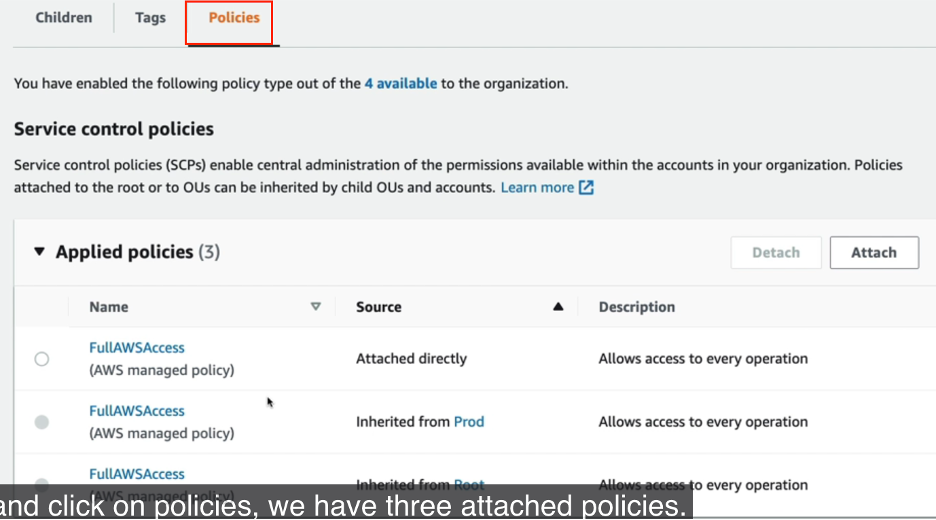 Children Tags Policies
You have enabled the following policy type out of the 4 available to the organization.
Service control policies
Service control policies (SCPs) enable central administration of the permissions available within the accounts in your organization. Policies
attached to the root or to OUs can be inherited by child OUs and accounts. Learn more
Applied policies (3) Detach Attach
Name Source Description
FullAWSAccess
(AWS managed policy)
Attached directly Allows access to every operation
FullAWSAccess
(AWS managed policy)
Inherited from Prod Allows access to every operation
FullAWSAccess
(AWS managed policy)
Inherited from Root Allows access to every operation
and click on policies, we have three attached policies.